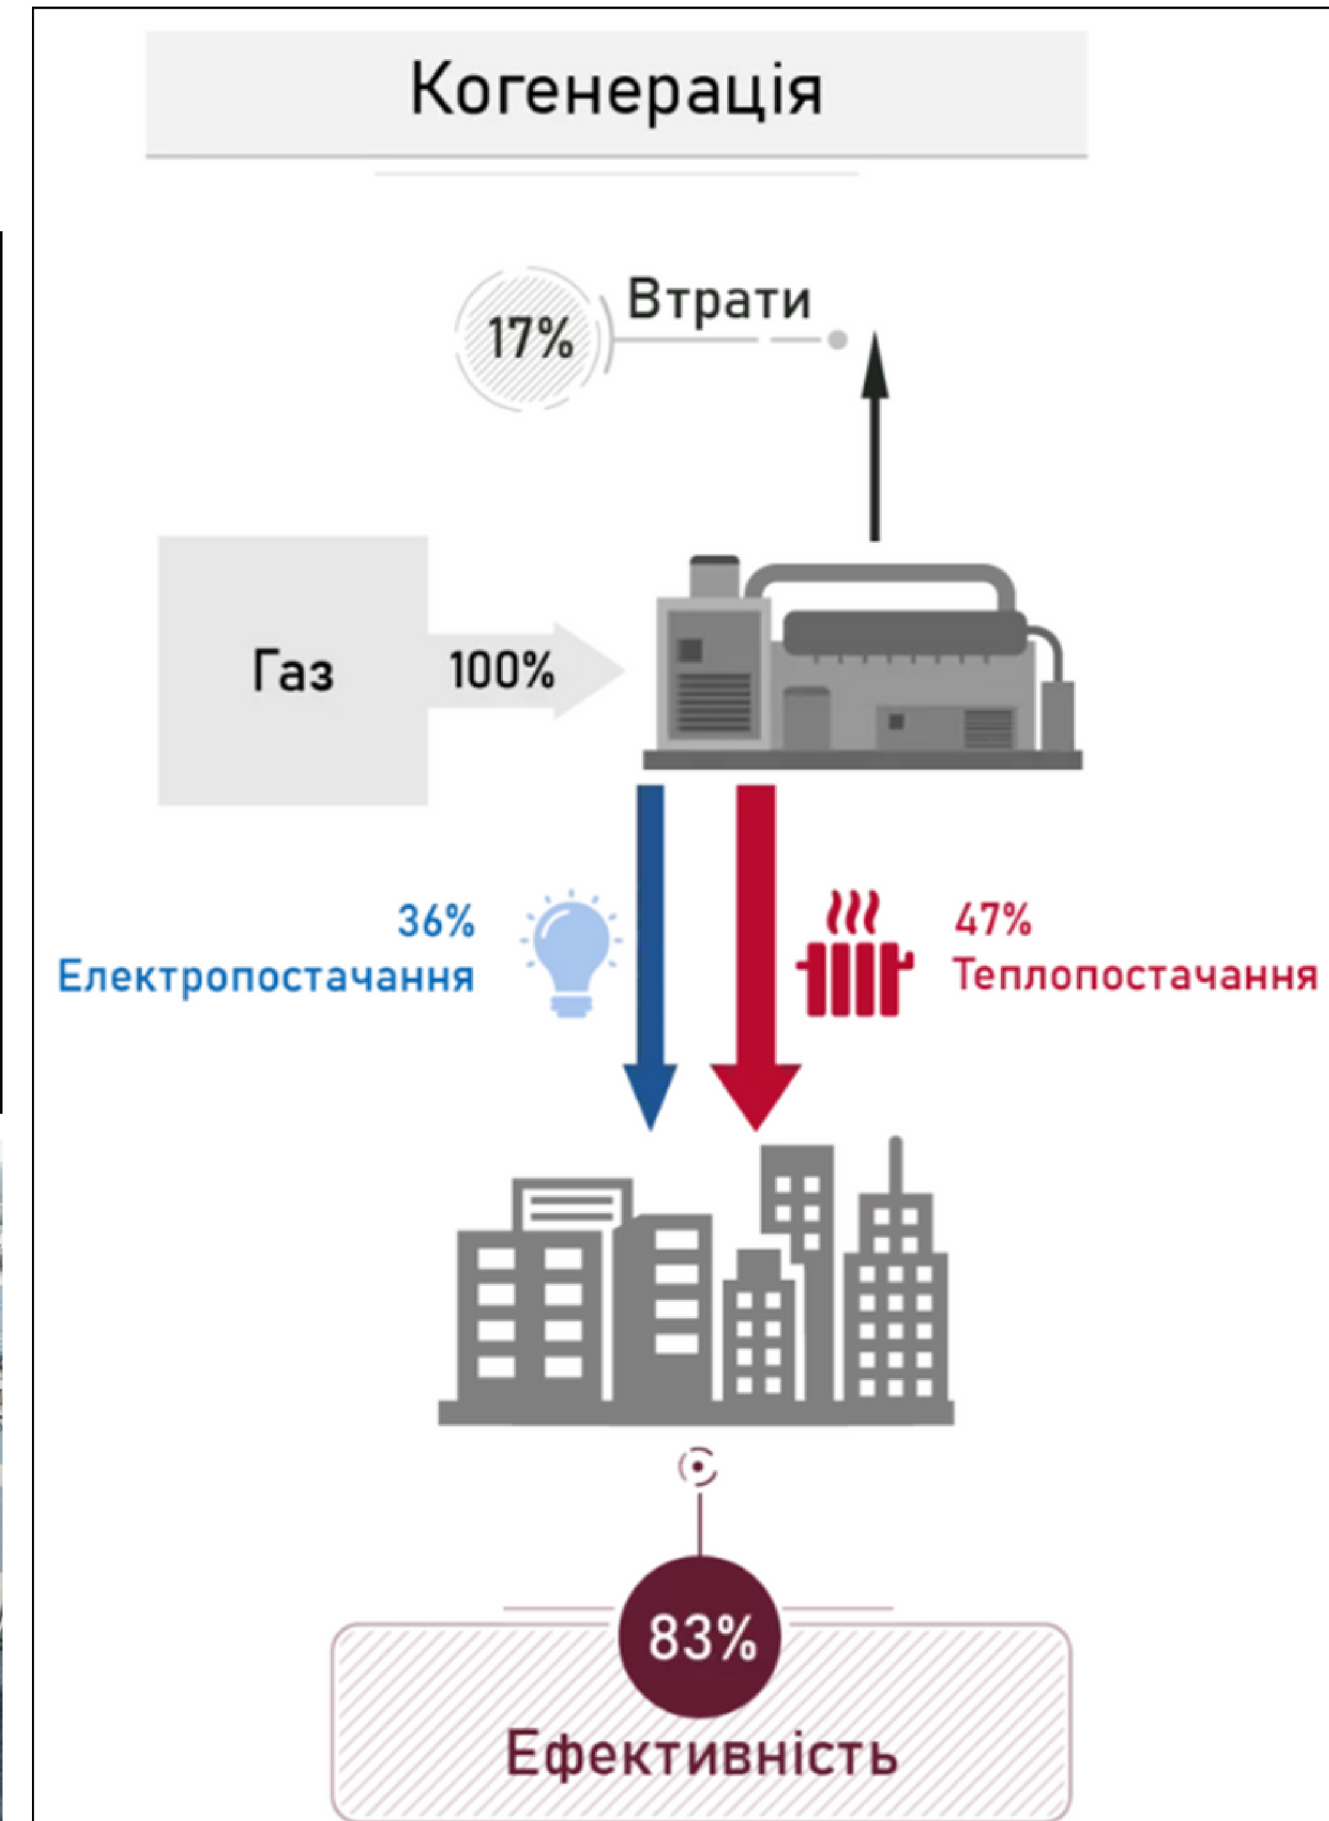 Когенерація
17%
Втрати
Газ
100%
36%
Електропостачання
47%
Теплопостачання
83%
Ефективність